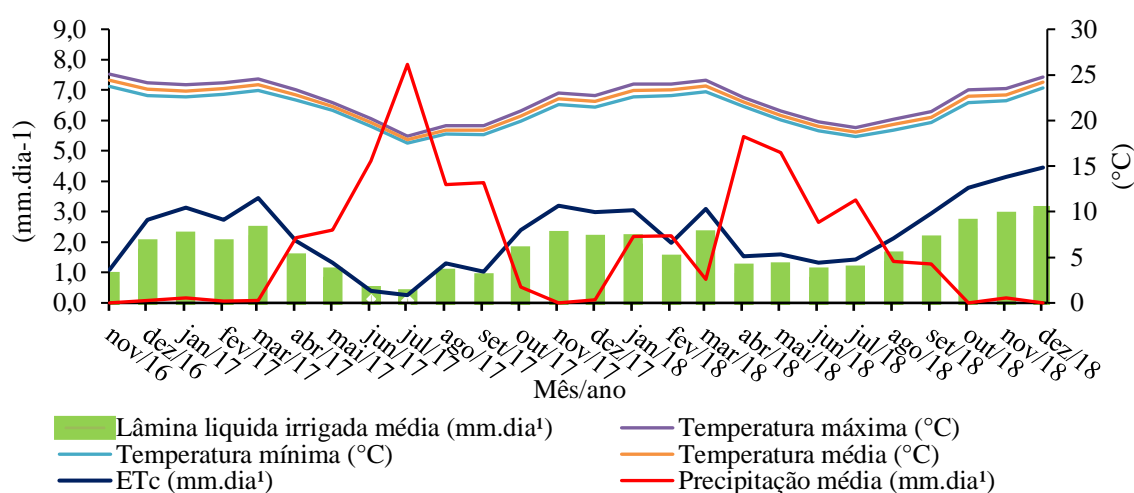 9,0
8,0
7,0
6,0
5,0
4,0
3,0
2,0
1,0
0,0
(mm.dia-1)
30
25
20
15
10
5
0
(°C)
nov/16
dez/16
jan/17
fev/17
mar/17
abr/17
mai/17
jun/17
jul/17
ago/17
set/17
out/17
nov/17
dez/17
jan/18
fev/18
mar/18
abr/18
mai/18
jun/18
jul/18
ago/18
set/18
out/18
nov/18
dez/18
Mês/ano
Lâmina liquida irrigada média (mm.dia¹)
Temperatura máxima (°C)
Temperatura mínima (°C)
Temperatura média (°C)
ETc (mm.dia¹)
Precipitação média (mm.dia¹)